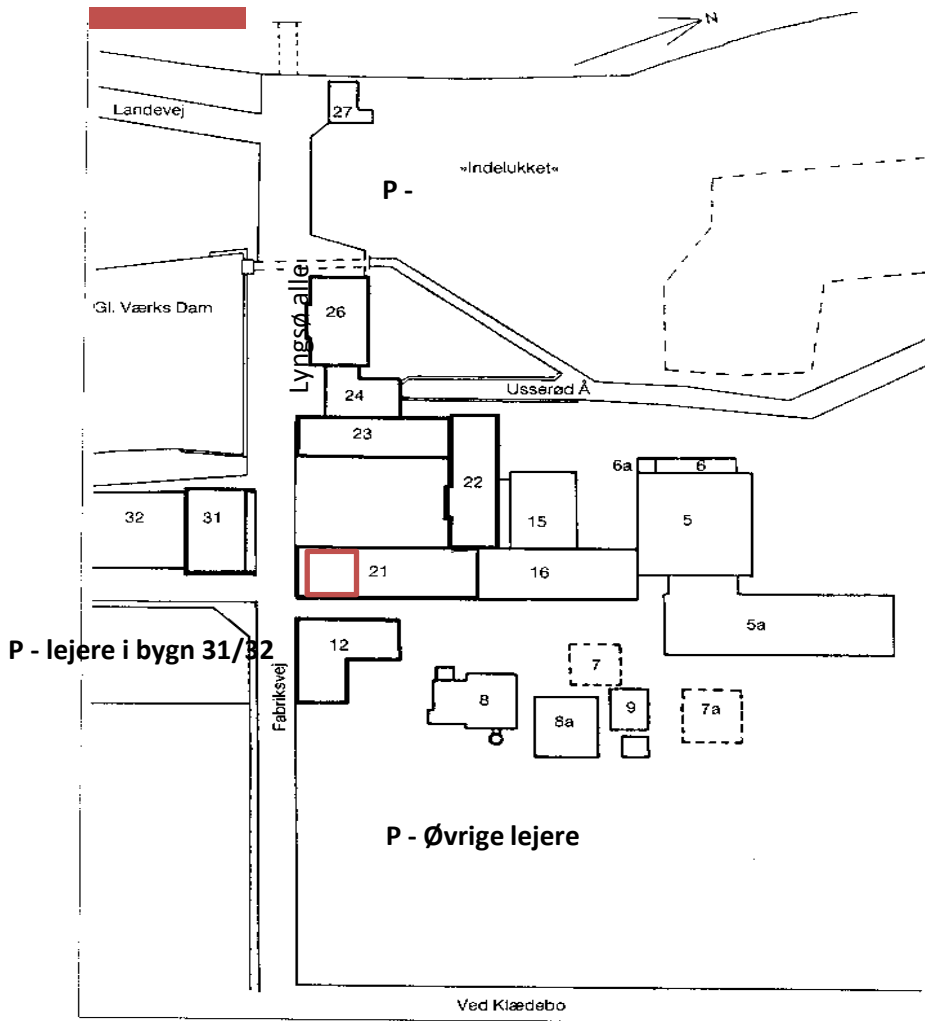 N
Landevej
27
»Indelukket«
P -
Lyngsø alle
Gl. Værks Dam
26
24
Usserød Å
23
22
6a
6
32
31
15
5
21
16
5a
P - lejere i bygn 31/32
12
7
Fabriksvej
8
8a
9
7a
P - Øvrige lejere
Ved Klædebo